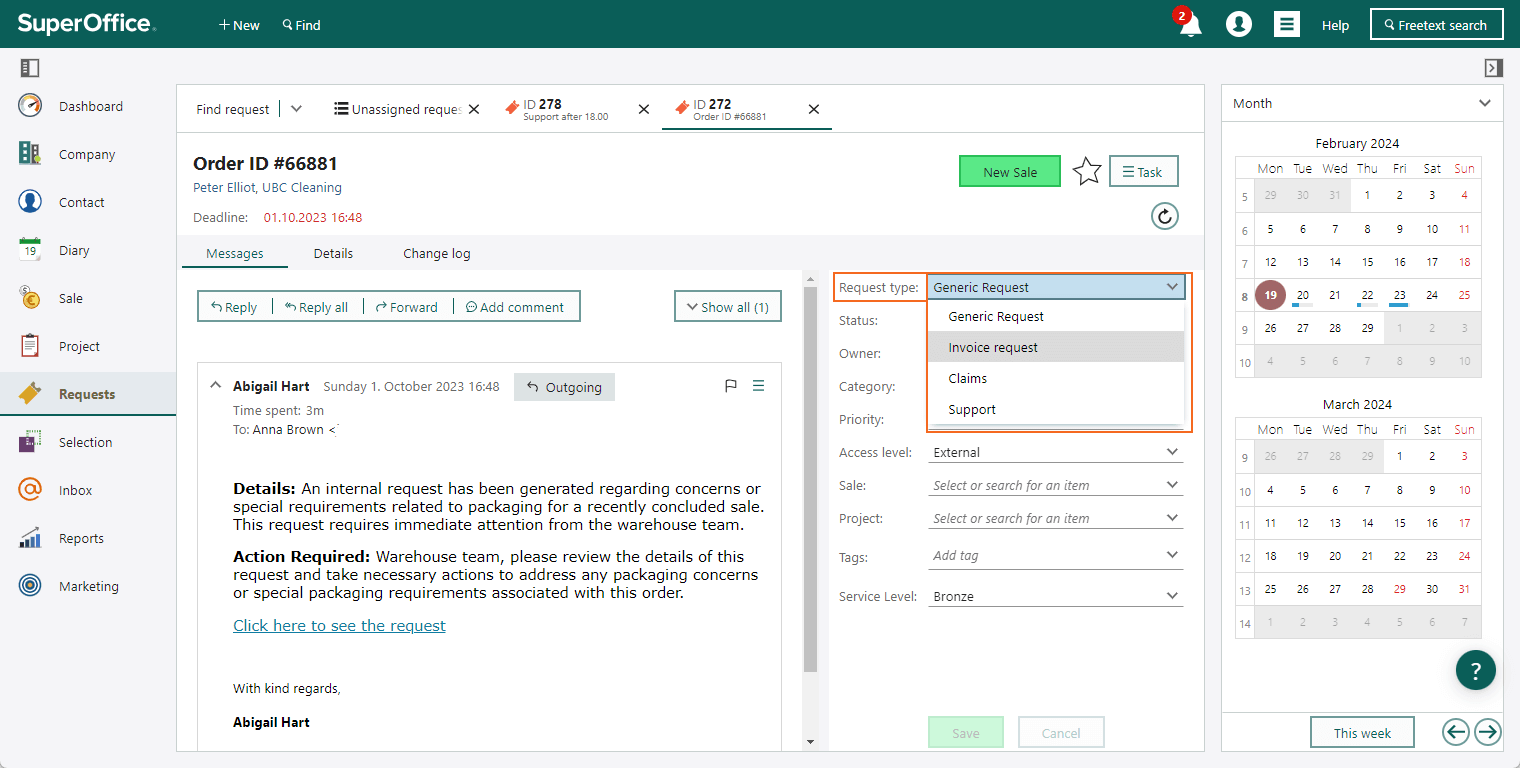 SuperOffice.
+ New
Find
2
Help
Freetext search
Dashboard
Company
Contact
19
Diary
Sale
Project
Requests
Selection
Inbox
Reports
Marketing
Find request
Unassigned reques
ID 278
Support after 18.00
ID 272
Order ID #66881
Order ID #66881
Peter Elliot, UBC Cleaning
Deadline: 01.10.2023 16:48
New Sale
Task
Messages
Details
Change log
Reply
Reply all
Forward
Add comment
Show all (1)
Abigail Hart Sunday 1. October 2023 16:48
Outgoing
Time spent: 3m
To: Anna Brown <
Details: An internal request has been generated regarding concerns or
special requirements related to packaging for a recently concluded sale.
This request requires immediate attention from the warehouse team.
Action Required: Warehouse team, please review the details of this
request and take necessary actions to address any packaging concerns
or special packaging requirements associated with this order.
Click here to see the request
With kind regards,
Abigail Hart
Request type: Generic Request
Generic Request
Invoice request
Claims
Support
Status:
Owner:
Category:
Priority:
Access level: External
Sale: Select or search for an item
Project: Select or search for an item
Tags: Add tag
Service Level: Bronze
Save
Cancel
Month
February 2024
Mon Tue Wed Thu Fri Sat Sun
5 29 30 31 1 2 3 4
6 5 6 7 8 9 10 11
7 12 13 14 15 16 17 18
8 19 20 21 22 23 24 25
9 26 27 28 29 1 2 3
10 4 5 6 7 8 9 10
March 2024
Mon Tue Wed Thu Fri Sat Sun
9 26 27 28 29 1 2 3
10 4 5 6 7 8 9 10
11 11 12 13 14 15 16 17
12 18 19 20 21 22 23 24
13 25 26 27 28 29 30 31
14 1 2 3 4 5 6 7
?
This week